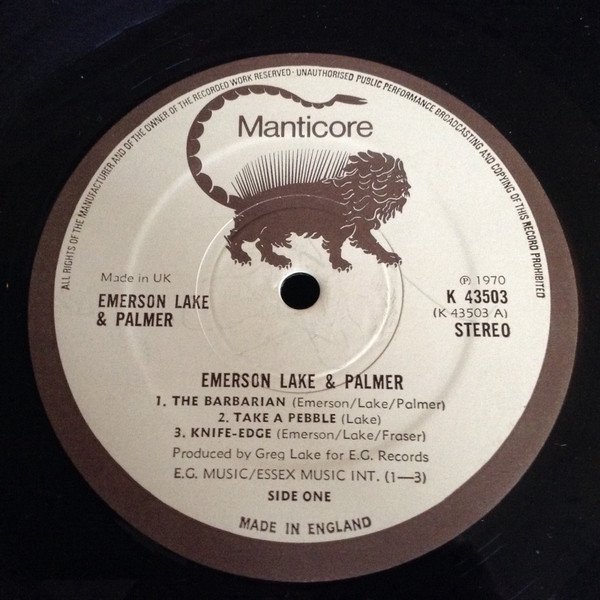 ALL RIGHTS OF THE MANUFACTURER AND OF THE OWNER OF THE RECORDED WORK RESERVED · UNAUTHORISED PUBLIC PERFORMANCE BROADCASTING AND COPYING OF THIS RECORD PROHIBITED
Manticore
Made in UK
EMERSON LAKE
& PALMER
℗ 1970
K 43503
(K 43503 A)
STEREO
EMERSON LAKE & PALMER
1. THE BARBARIAN (Emerson/Lake/Palmer)
2. TAKE A PEBBLE (Lake)
3. KNIFE-EDGE (Emerson/Lake/Fraser)
Produced by Greg Lake for E.G. Records
E.G. MUSIC/ESSEX MUSIC INT. (1—3)
SIDE ONE
MADE IN ENGLAND